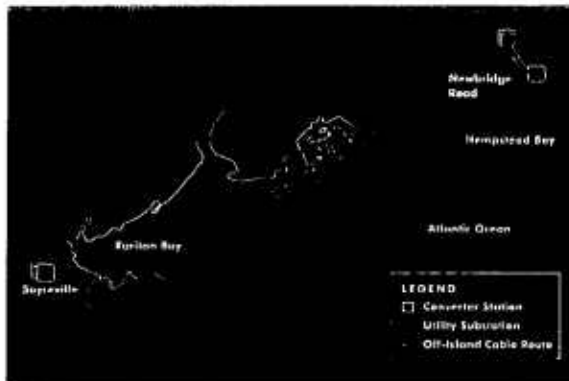 Newbridge
Road
Hempstead Bay
Atlantic Ocean
Raritan Bay
Sayreville
LEGEND
Converter Station
Utility Substation
Off-Island Cable Route